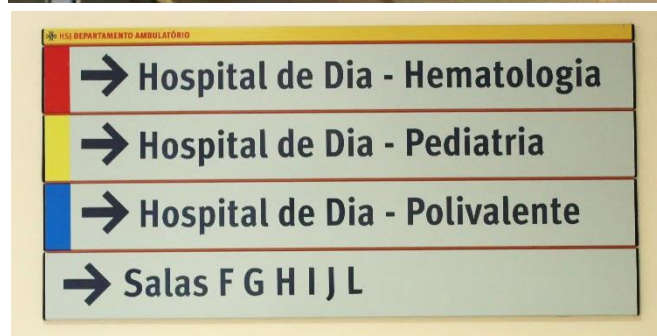 HSJ DEPARTAMENTO AMBULATÓRIO
→ Hospital de Dia - Hematologia
→ Hospital de Dia - Pediatria
→ Hospital de Dia - Polivalente
→ Salas F G H I J L